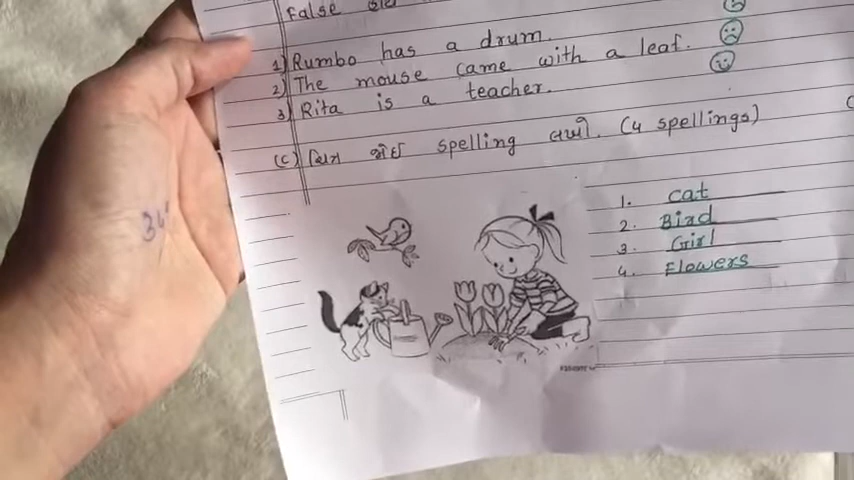 False
1) Rumbo has a drum.
2) The mouse came with a leaf.
3) Rita is a teacher.
(C) ચિત્ર જોઈ spelling લખો. (4 spellings)
1. cat
2. Bird
3. Girl
4. Flowers
34